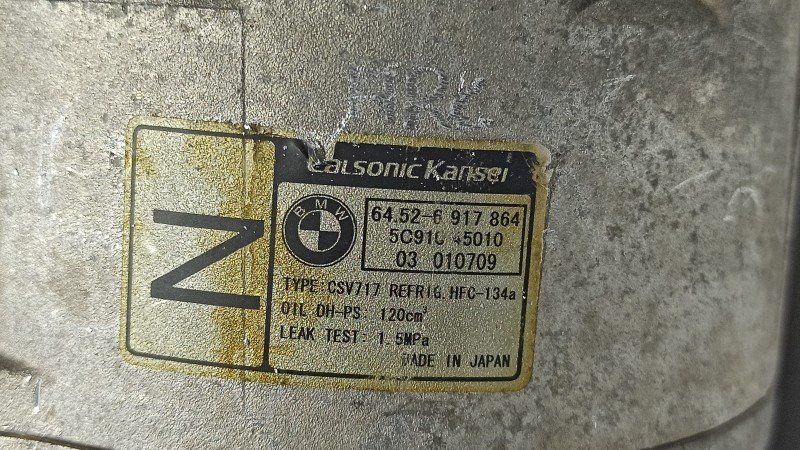 Calsonic Kansei
N
BMW
64.52-6 917 864
5C910 45010
03 010709
TYPE: CSV717 REFRIG. HFC-134a
OIL DH-PS: 120cm³
LEAK TEST: 1.5MPa
MADE IN JAPAN